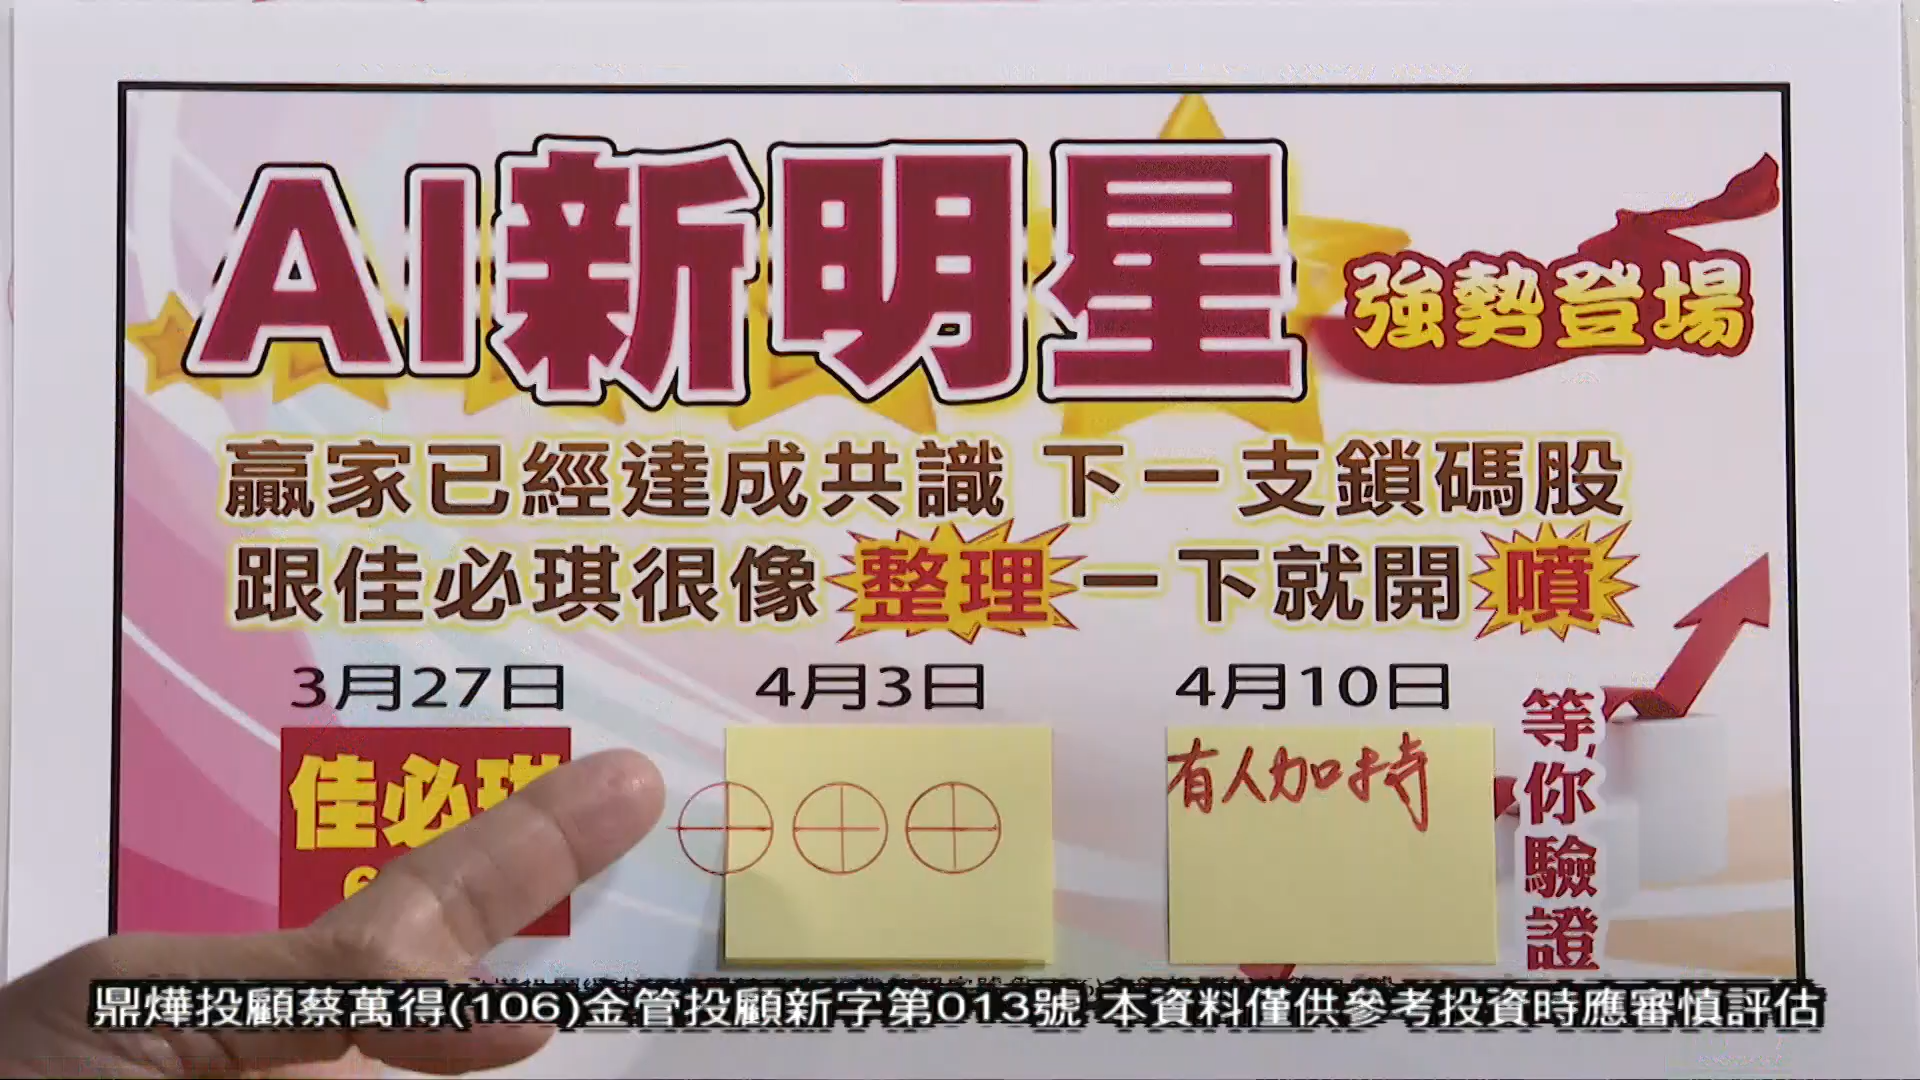 AI新明星
強勢登場
贏家已經達成共識 下一支鎖碼股
跟佳必琪很像 整理 一下就開 噴
3月27日
4月3日
4月10日
佳必琪
6
有人加持
等你驗證
鼎燁投顧蔡萬得(106)金管投顧新字第013號 本資料僅供參考投資時應審慎評估